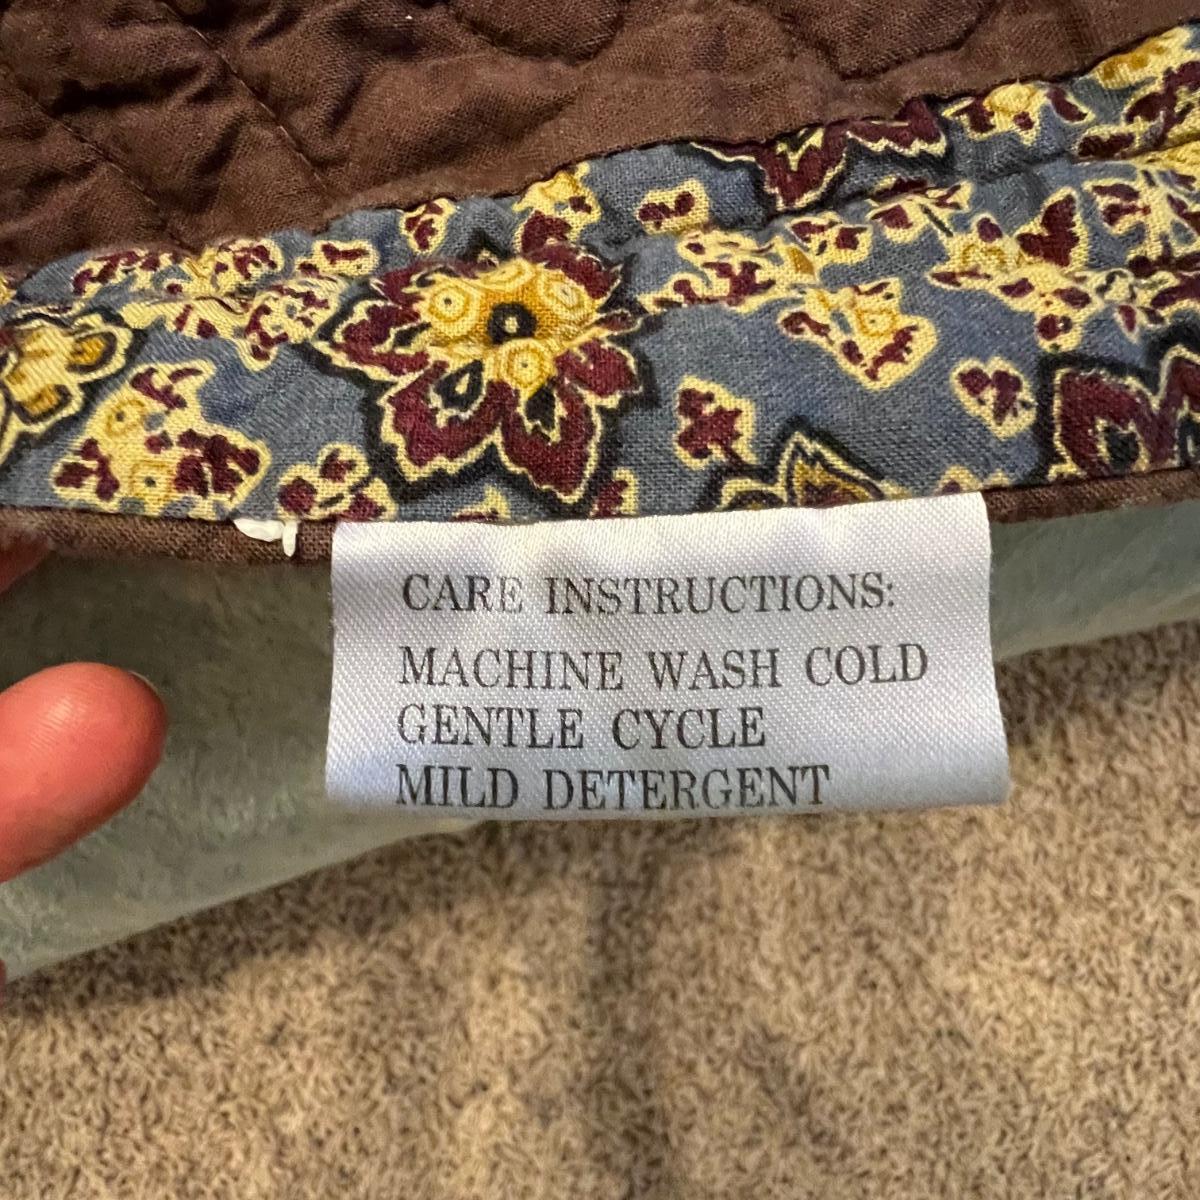 CARE INSTRUCTIONS:
MACHINE WASH COLD
GENTLE CYCLE
MILD DETERGENT